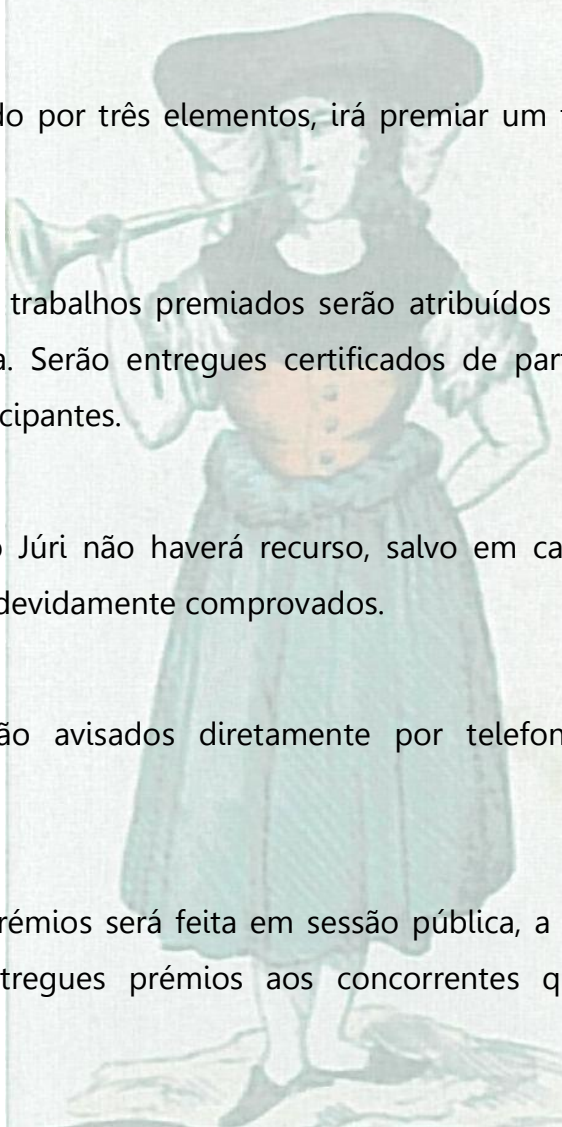 do por três elementos, irá premiar um
trabalhos premiados serão atribuídos
a. Serão entregues certificados de par
cipantes.
o Júri não haverá recurso, salvo em ca
devidamente comprovados.
ão avisados diretamente por telefon
rémios será feita em sessão pública, a
tregues prémios aos concorrentes q